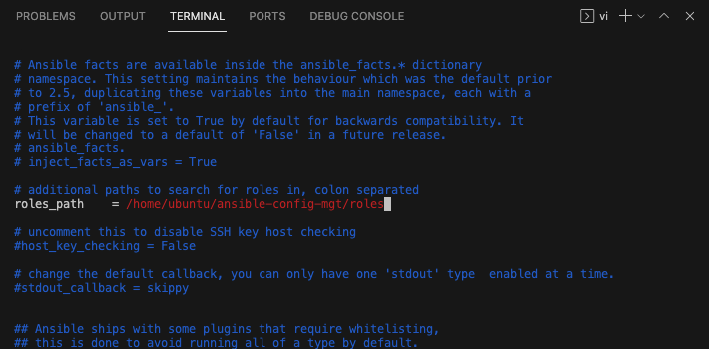 PROBLEMS OUTPUT TERMINAL PORTS DEBUG CONSOLE vi
# Ansible facts are available inside the ansible_facts.* dictionary
# namespace. This setting maintains the behaviour which was the default prior
# to 2.5, duplicating these variables into the main namespace, each with a
# prefix of 'ansible_'.
# This variable is set to True by default for backwards compatibility. It
# will be changed to a default of 'False' in a future release.
# ansible_facts.
# inject_facts_as_vars = True
# additional paths to search for roles in, colon separated
roles_path    = /home/ubuntu/ansible-config-mgt/roles
# uncomment this to disable SSH key host checking
#host_key_checking = False
# change the default callback, you can only have one 'stdout' type  enabled at a time.
#stdout_callback = skippy
## Ansible ships with some plugins that require whitelisting,
## this is done to avoid running all of a type by default.